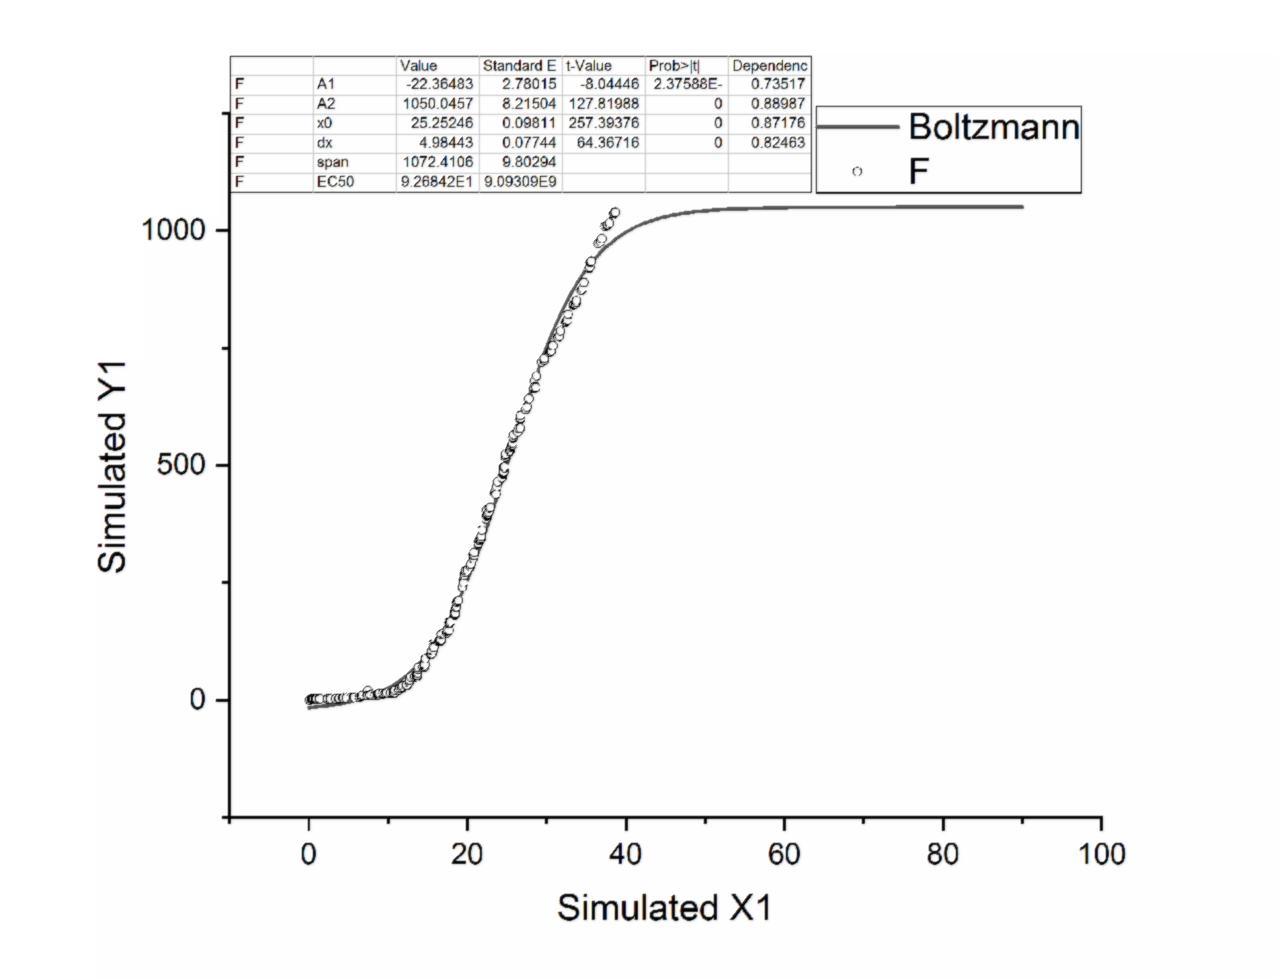 Value Standard E t-Value Prob>|t| Dependenc
F A1 -22.36483 2.78015 -8.04446 2.37588E- 0.73517
F A2 1050.0457 8.21504 127.81988 0 0.88987
F x0 25.25246 0.09811 257.39376 0 0.87176
F dx 4.98443 0.07744 64.36716 0 0.82463
F span 1072.4106 9.80294
F EC50 9.26842E1 9.09309E9
Boltzmann
F
1000
500
0
Simulated Y1
0 20 40 60 80 100
Simulated X1